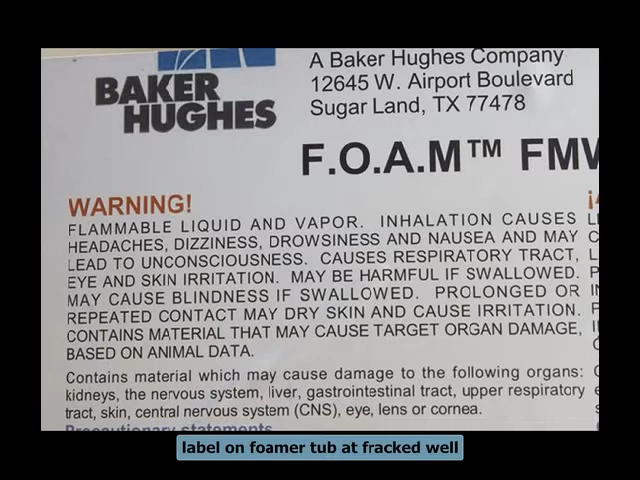 BAKER
HUGHES
A Baker Hughes Company
12645 W. Airport Boulevard
Sugar Land, TX 77478
F.O.A.M™ FMW
WARNING!
FLAMMABLE LIQUID AND VAPOR. INHALATION CAUSES
HEADACHES, DIZZINESS, DROWSINESS AND NAUSEA AND MAY
LEAD TO UNCONSCIOUSNESS. CAUSES RESPIRATORY TRACT,
EYE AND SKIN IRRITATION. MAY BE HARMFUL IF SWALLOWED.
MAY CAUSE BLINDNESS IF SWALLOWED. PROLONGED OR
REPEATED CONTACT MAY DRY SKIN AND CAUSE IRRITATION.
CONTAINS MATERIAL THAT MAY CAUSE TARGET ORGAN DAMAGE,
BASED ON ANIMAL DATA.
Contains material which may cause damage to the following organs:
kidneys, the nervous system, liver, gastrointestinal tract, upper respiratory
tract, skin, central nervous system (CNS), eye, lens or cornea.
Precautionary statements
label on foamer tub at fracked well